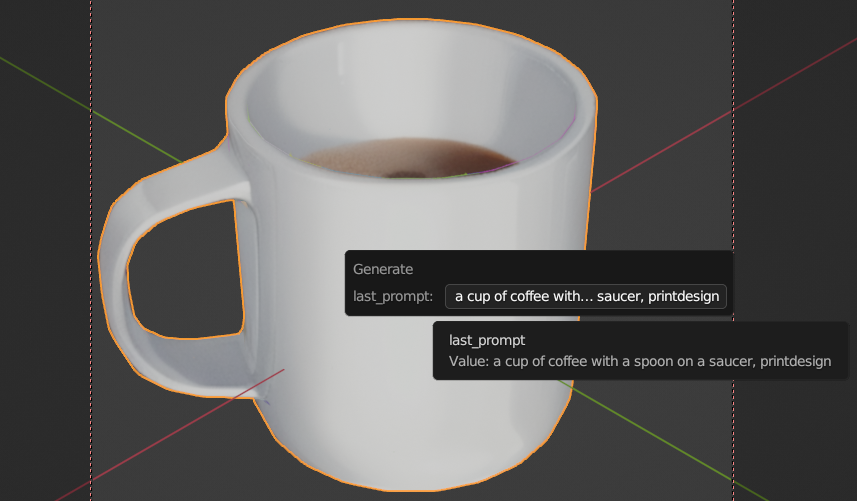 Generate
last_prompt: a cup of coffee with... saucer, printdesign
last_prompt
Value: a cup of coffee with a spoon on a saucer, printdesign